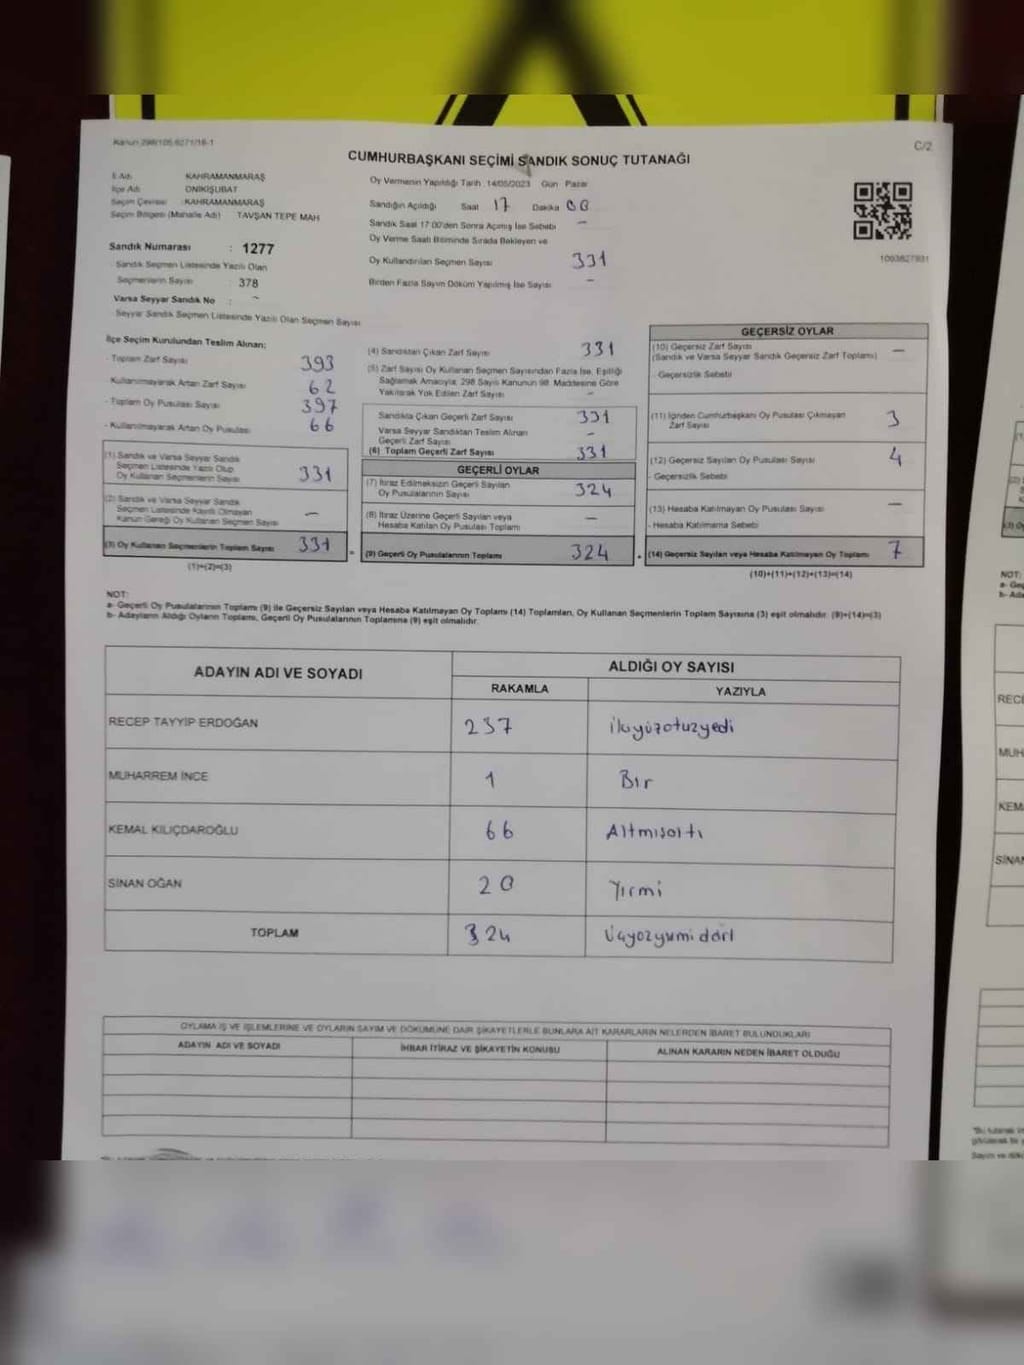 Kanun 298/105.6271/16-1
C/2
CUMHURBAŞKANI SEÇİMİ SANDIK SONUÇ TUTANAĞI
İl Adı KAHRAMANMARAŞ
İlçe Adı ONİKİŞUBAT
Seçim Çevresi :KAHRAMANMARAŞ
Seçim Bölgesi (Mahalle Adı) TAVŞAN TEPE MAH
Sandık Numarası : 1277
Sandık Seçmen Listesinde Yazılı Olan
Seçmenlerin Sayısı : 378
Varsa Seyyar Sandık No : -
Seyyar Sandık Seçmen Listesinde Yazılı Olan Seçmen Sayısı
Oy Vermenin Yapıldığı Tarih :14/05/2023 Gün Pazar
Sandığın Açıldığı Saat 17 Dakika 00
Sandık Saat 17:00'den Sonra Açılmış İse Sebebi -
Oy Verme Saati Bitiminde Sırada Bekleyen ve
Oy Kullandırılan Seçmen Sayısı 331
Birden Fazla Sayım Döküm Yapılmış İse Sayısı -
İlçe Seçim Kurulundan Teslim Alınan:
- Toplam Zarf Sayısı 393
Kullanılmayarak Artan Zarf Sayısı 62
- Toplam Oy Pusulası Sayısı 397
- Kullanılmayarak Artan Oy Pusulası 66
(1) Sandık ve Varsa Seyyar Sandık
Seçmen Listesinde Yazılı Olup
Oy Kullanan Seçmenlerin Sayısı 331
(2) Sandık ve Varsa Seyyar Sandık
Seçmen Listesinde Kayıtlı Olmayan
Kanun Gereği Oy Kullanan Seçmen Sayısı -
(3) Oy Kullanan Seçmenlerin Toplam Sayısı 331
(1)+(2)=(3)
(4) Sandıktan Çıkan Zarf Sayısı 331
(5) Zarf Sayısı Oy Kullanan Seçmen Sayısından Fazla İse, Eşitliği
Sağlamak Amacıyla; 298 Sayılı Kanunun 98. Maddesine Göre
Yakılarak Yok Edilen Zarf Sayısı -
Sandıkta Çıkan Geçerli Zarf Sayısı 331
Varsa Seyyar Sandıktan Teslim Alınan
Geçerli Zarf Sayısı -
(6) Toplam Geçerli Zarf Sayısı 331
GEÇERLİ OYLAR
(7) İtiraz Edilmeksizin Geçerli Sayılan
Oy Pusulalarının Sayısı 324
(8) İtiraz Üzerine Geçerli Sayılan veya
Hesaba Katılan Oy Pusulası Toplamı -
(9) Geçerli Oy Pusulalarının Toplamı 324
1093827931
GEÇERSİZ OYLAR
(10) Geçersiz Zarf Sayısı
(Sandık ve Varsa Seyyar Sandık Geçersiz Zarf Toplamı) -
- Geçersizlik Sebebi
(11) İçinden Cumhurbaşkanı Oy Pusulası Çıkmayan
Zarf Sayısı 3
(12) Geçersiz Sayılan Oy Pusulası Sayısı 4
- Geçersizlik Sebebi
(13) Hesaba Katılmayan Oy Pusulası Sayısı -
- Hesaba Katılmama Sebebi
(14) Geçersiz Sayılan veya Hesaba Katılmayan Oy Toplamı 7
(10)+(11)+(12)+(13)=(14)
NOT:
a- Geçerli Oy Pusulalarının Toplamı (9) ile Geçersiz Sayılan veya Hesaba Katılmayan Oy Toplamı (14) Toplamları, Oy Kullanan Seçmenlerin Toplam Sayısına (3) eşit olmalıdır. (9)+(14)=(3)
b- Adayların Aldığı Oyların Toplamı, Geçerli Oy Pusulalarının Toplamına (9) eşit olmalıdır.
ADAYIN ADI VE SOYADI ALDIĞI OY SAYISI
RAKAMLA YAZIYLA
RECEP TAYYİP ERDOĞAN 237 ikiyüzotuzyedi
MUHARREM İNCE 1 Bir
KEMAL KILIÇDAROĞLU 66 Altmışaltı
SİNAN OĞAN 20 Yirmi
TOPLAM 324 Üçyüzyirmi dört
OYLAMA İŞ VE İŞLEMLERİNE VE OYLARIN SAYIM VE DÖKÜMÜNE DAİR ŞİKAYETLERLE BUNLARA AİT KARARLARIN NELERDEN İBARET BULUNDUKLARI
ADAYIN ADI VE SOYADI İHBAR İTİRAZ VE ŞİKAYETİN KONUSU ALINAN KARARIN NEDEN İBARET OLDUĞU
NOT:
RECE
MUH
KEMA
SİNAN